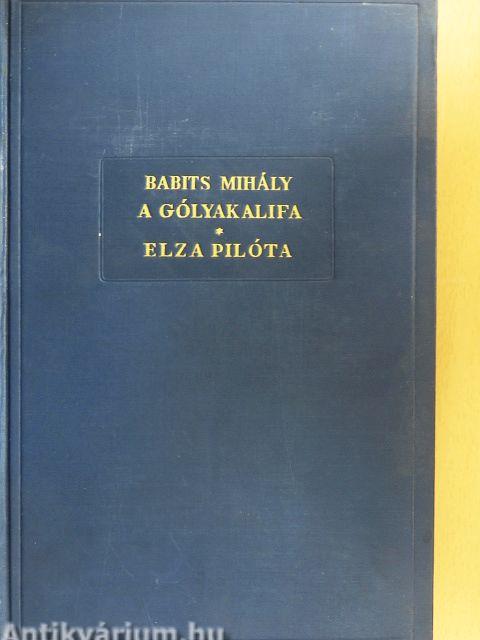 BABITS MIHÁLY
A GÓLYAKALIFA
*
ELZA PILÓTA
Antikvárium.hu